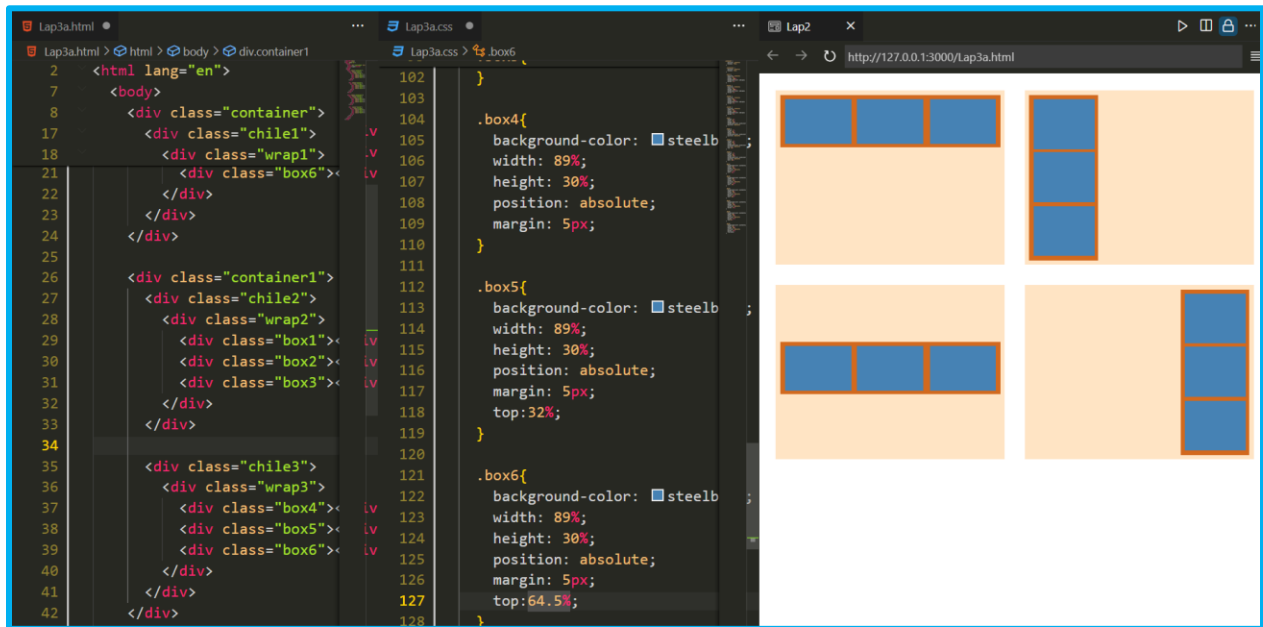 Lap3a.html
Lap3a.html > html > body > div.container1
2 <html lang="en">
7 <body>
8 <div class="container">
17 <div class="chile1">
18 <div class="wrap1">
21 <div class="box6"><
22 </div>
23 </div>
24 </div>
25
26 <div class="container1">
27 <div class="chile2">
28 <div class="wrap2">
29 <div class="box1"><
30 <div class="box2"><
31 <div class="box3"><
32 </div>
33 </div>
34
35 <div class="chile3">
36 <div class="wrap3">
37 <div class="box4"><
38 <div class="box5"><
39 <div class="box6"><
40 </div>
41 </div>
42 </div>
Lap3a.css
Lap3a.css > .box6
102 }
103
104 .box4{
105 background-color: steelb ;
106 width: 89%;
107 height: 30%;
108 position: absolute;
109 margin: 5px;
110 }
111
112 .box5{
113 background-color: steelb ;
114 width: 89%;
115 height: 30%;
116 position: absolute;
117 margin: 5px;
118 top:32%;
119 }
120
121 .box6{
122 background-color: steelb ;
123 width: 89%;
124 height: 30%;
125 position: absolute;
126 margin: 5px;
127 top:64.5%;
128 }
Lap2
http://127.0.0.1:3000/Lap3a.html